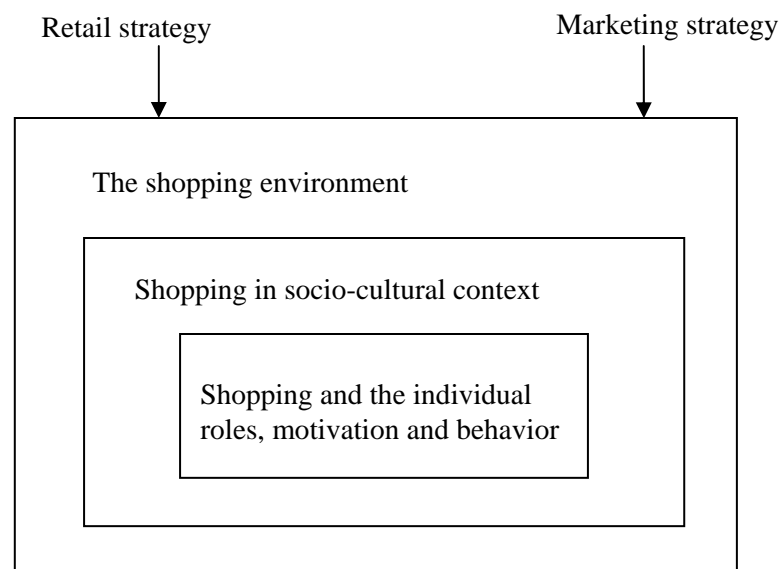 Retail strategy
Marketing strategy
The shopping environment
Shopping in socio-cultural context
Shopping and the individual
roles, motivation and behavior